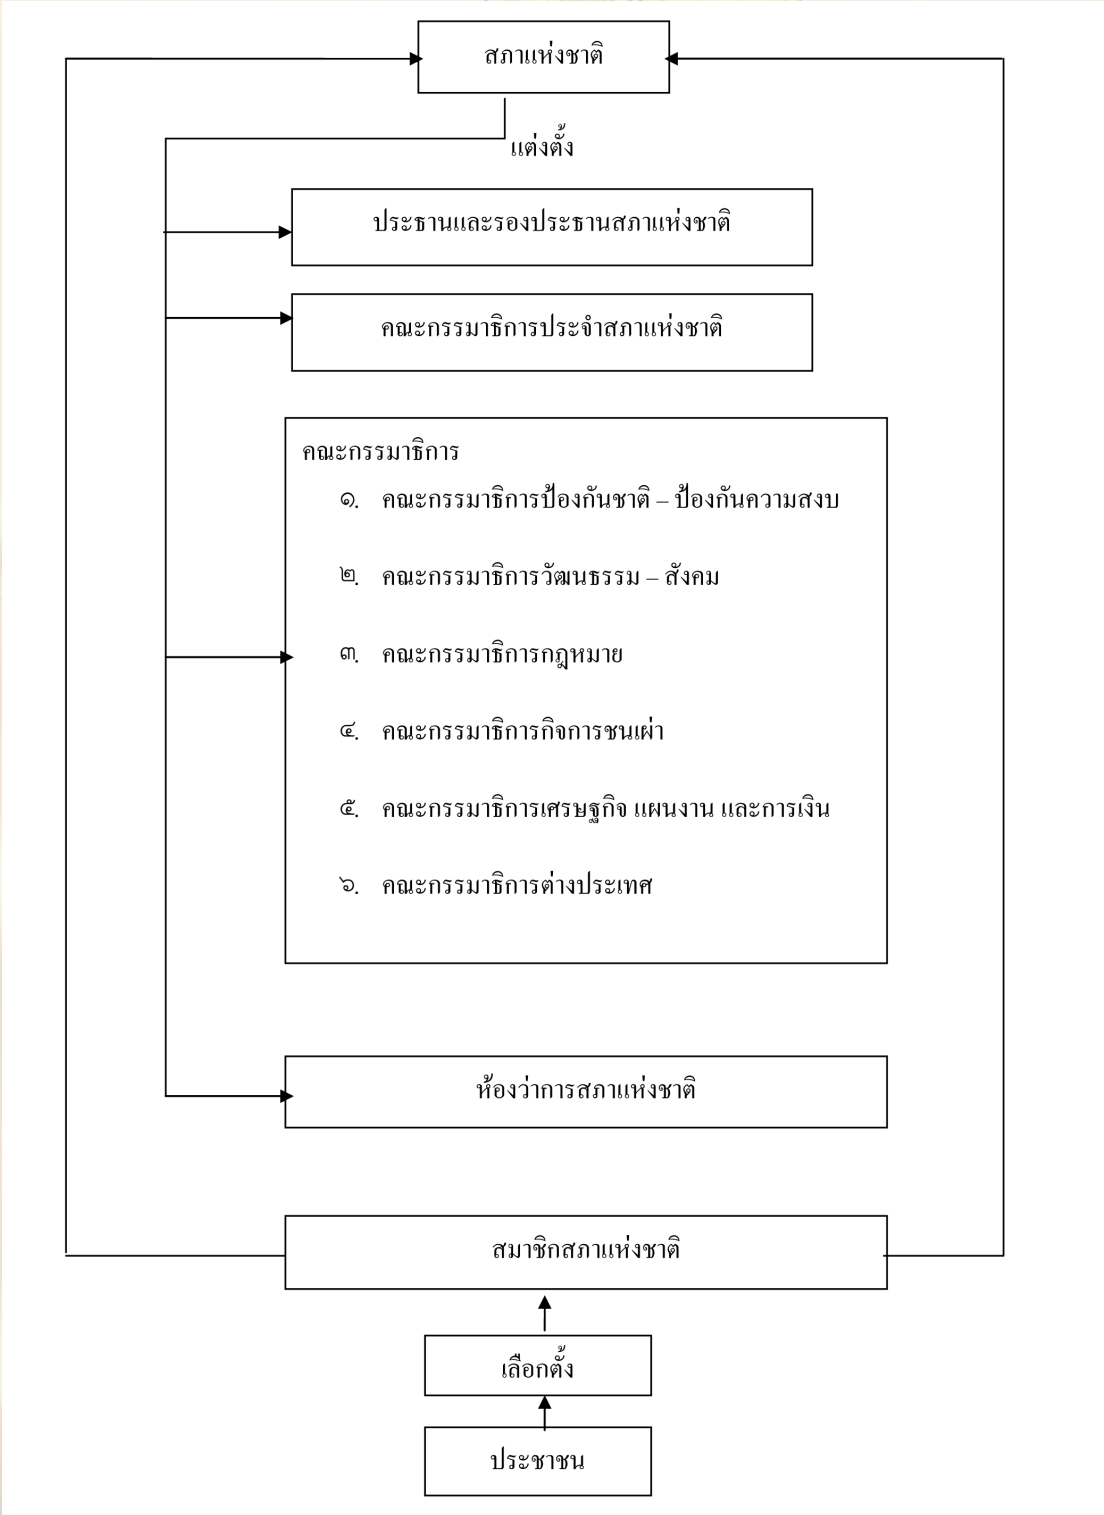 สภาแห่งชาติ
แต่งตั้ง
ประธานและรองประธานสภาแห่งชาติ
คณะกรรมาธิการประจำสภาแห่งชาติ
คณะกรรมาธิการ
๑. คณะกรรมาธิการป้องกันชาติ – ป้องกันความสงบ
๒. คณะกรรมาธิการวัฒนธรรม – สังคม
๓. คณะกรรมาธิการกฎหมาย
๔. คณะกรรมาธิการกิจการชนเผ่า
๕. คณะกรรมาธิการเศรษฐกิจ แผนงาน และการเงิน
๖. คณะกรรมาธิการต่างประเทศ
ห้องว่าการสภาแห่งชาติ
สมาชิกสภาแห่งชาติ
เลือกตั้ง
ประชาชน